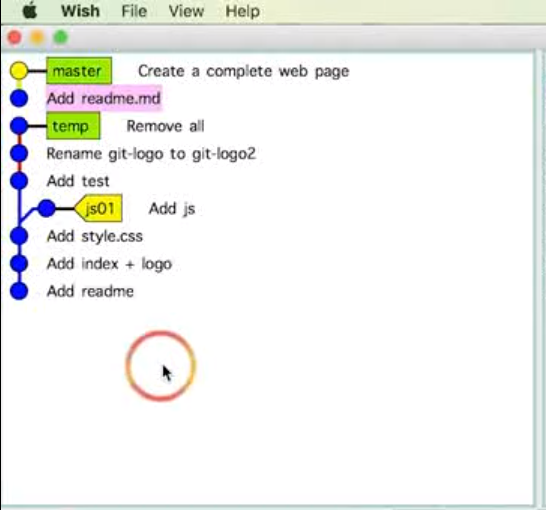 Wish File View Help
master Create a complete web page
Add readme.md
temp Remove all
Rename git-logo to git-logo2
Add test
js01 Add js
Add style.css
Add index + logo
Add readme